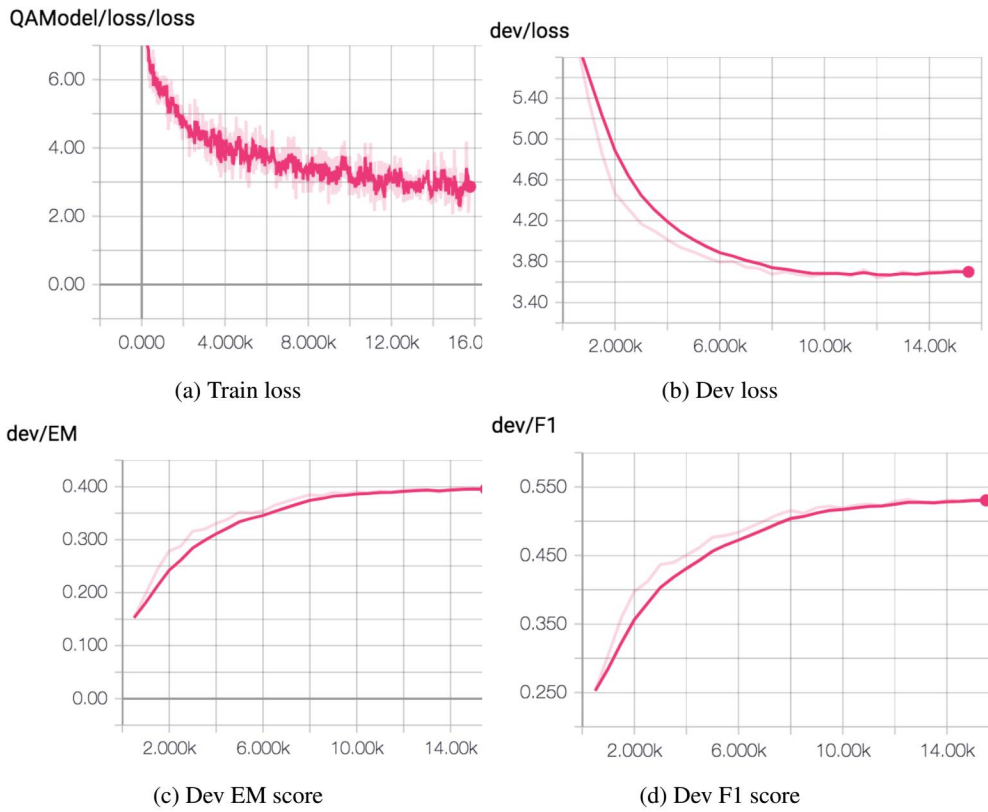 QAModel/loss/loss
6.00
4.00
2.00
0.00
0.000 4.000k 8.000k 12.00k 16.0
(a) Train loss
dev/loss
5.40
5.00
4.60
4.20
3.80
3.40
2.000k 6.000k 10.00k 14.00k
(b) Dev loss
dev/EM
0.400
0.300
0.200
0.100
0.00
2.000k 6.000k 10.00k 14.00k
(c) Dev EM score
dev/F1
0.550
0.450
0.350
0.250
2.000k 6.000k 10.00k 14.00k
(d) Dev F1 score